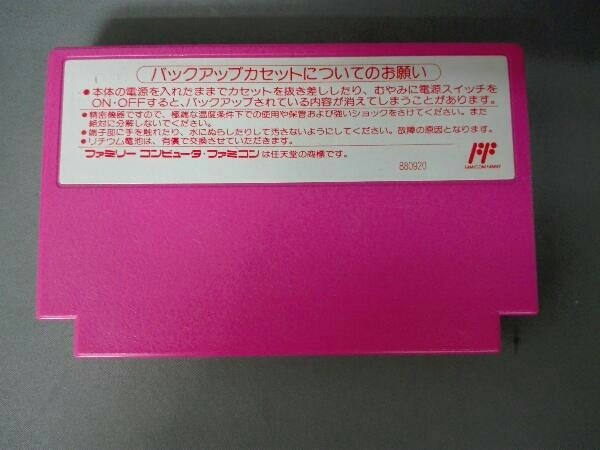 バックアップカセットについてのお願い
●本体の電源を入れたままでカセットを抜き差ししたり、むやみに電源スイッチを
ON・OFFすると、バックアップされている内容が消えてしまうことがあります。
●精密機器ですので、極端な温度条件下での使用や保管および強いショックをさけてください。また
絶対に分解しないでください。
●端子部に手を触れたり、水にぬらしたりして汚さないようにしてください。故障の原因となります。
●リチウム電池は、有償で交換させていただきます。
ファミリーコンピュータ・ファミコンは任天堂の商標です。
880920
FAMICOM FAMILY